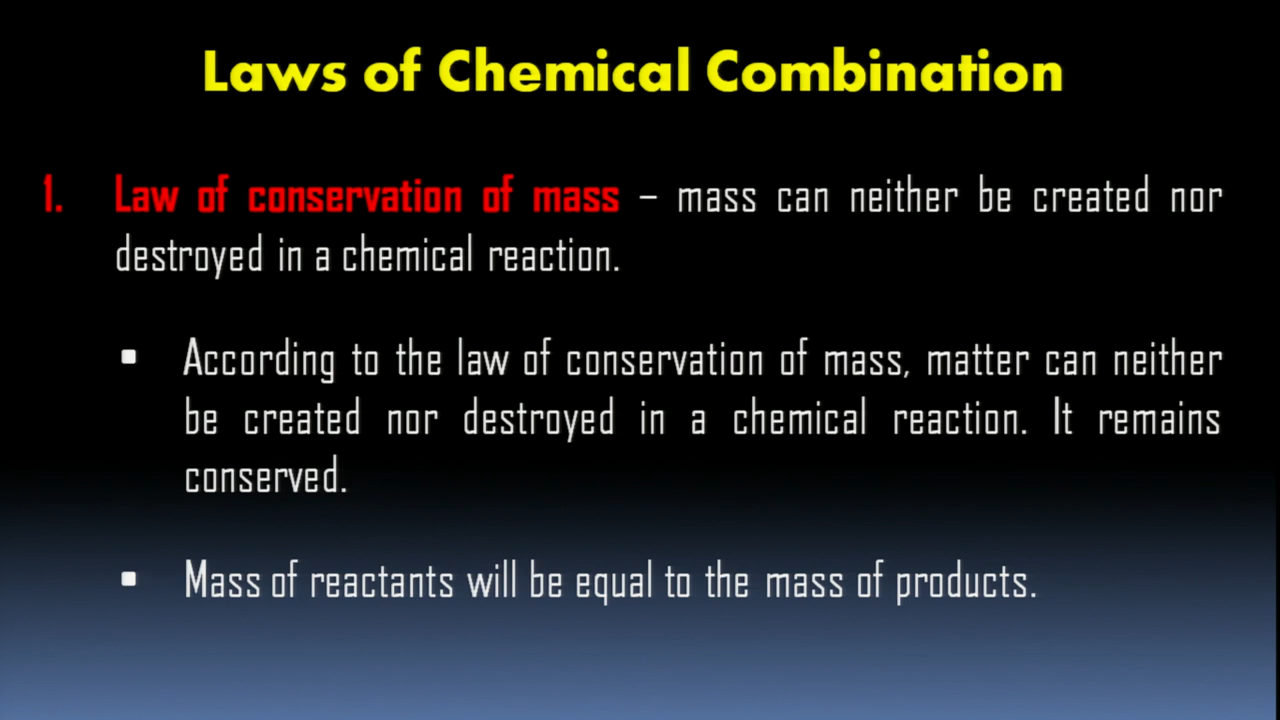 Laws of Chemical Combination
1. Law of conservation of mass – mass can neither be created nor
destroyed in a chemical reaction.
▪ According to the law of conservation of mass, matter can neither
be created nor destroyed in a chemical reaction. It remains
conserved.
▪ Mass of reactants will be equal to the mass of products.